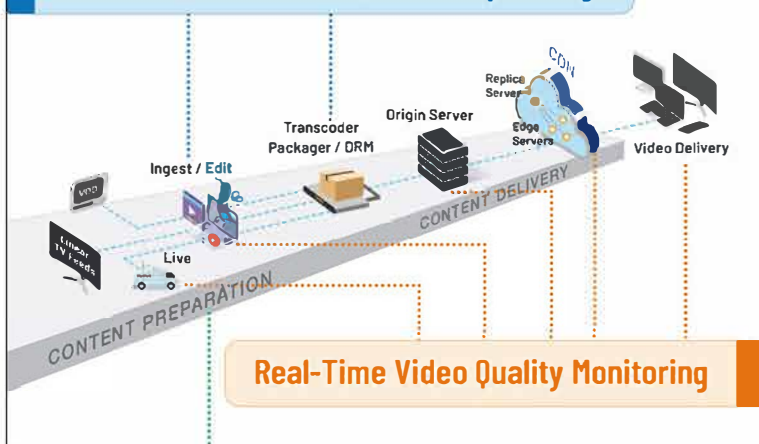 CDN
Replica
Server
Edge
Servers
Video Delivery
Origin Server
Transcoder
Packager / DRM
Ingest / Edit
VOD
Linear
TV Feeds
Live
CONTENT DELIVERY
CONTENT PREPARATION
Real-Time Video Quality Monitoring